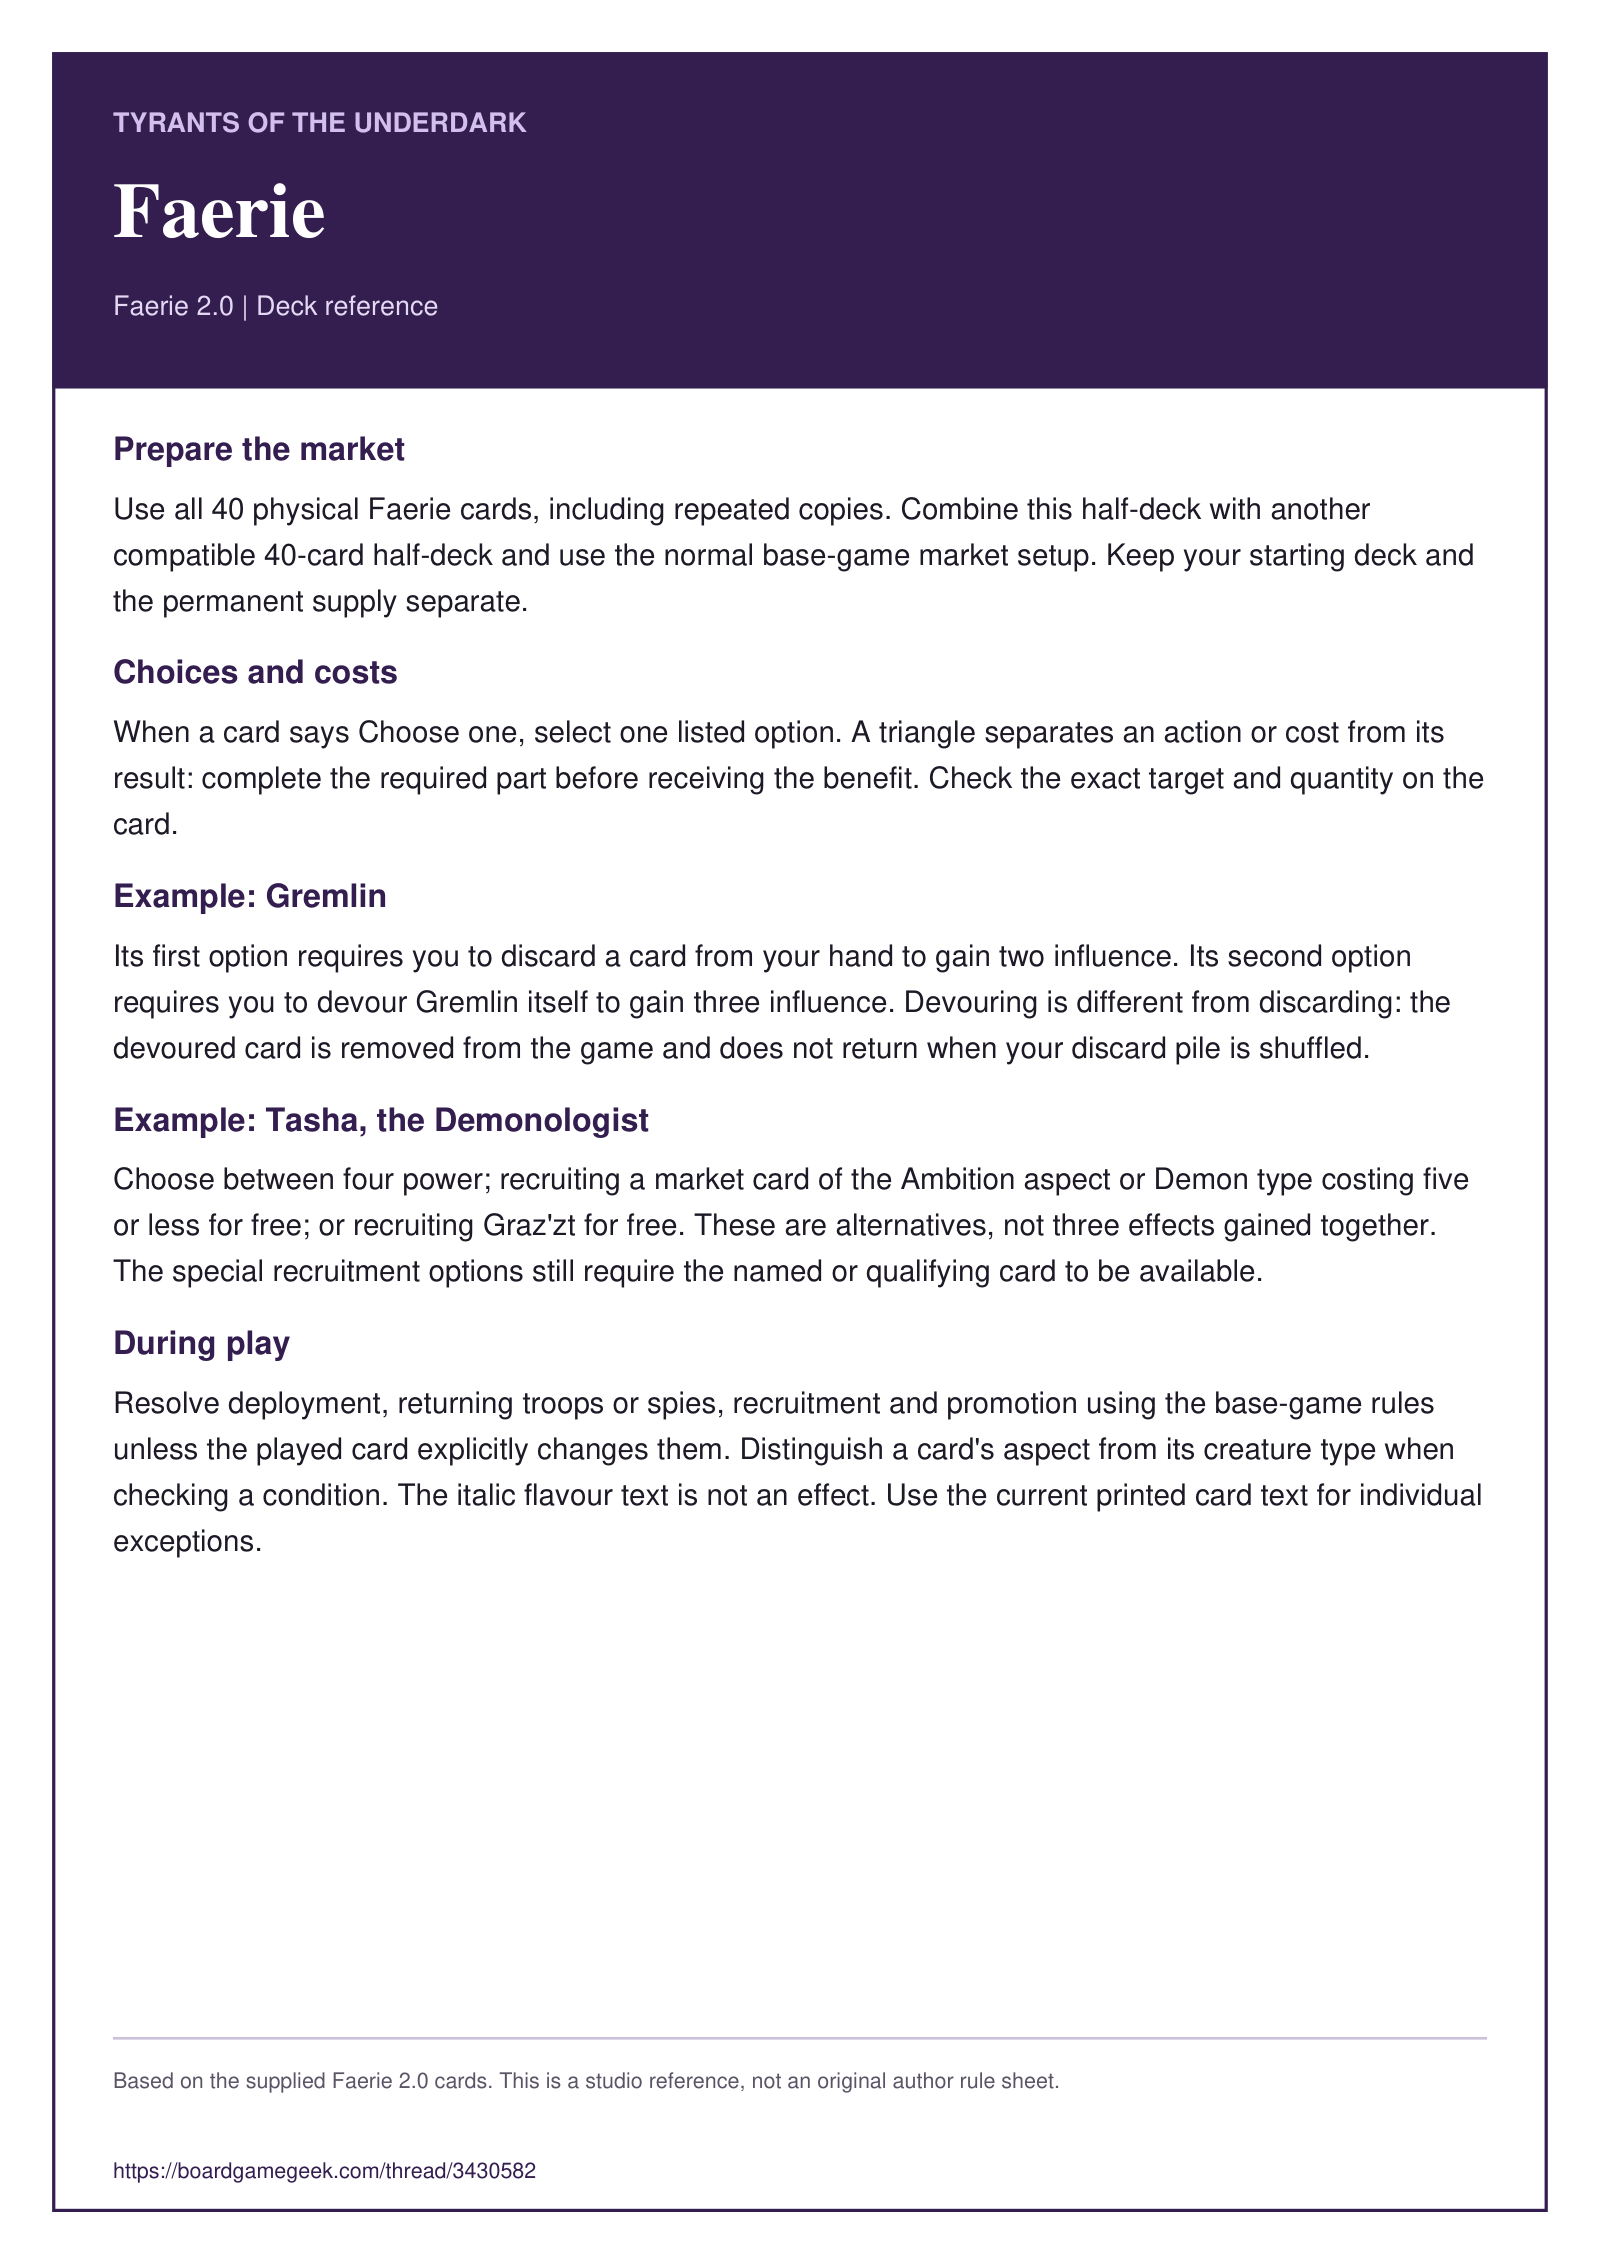 TYRANTS OF THE UNDERDARK
Faerie
Faerie 2.0 | Deck reference
Prepare the market
Use all 40 physical Faerie cards, including repeated copies. Combine this half-deck with another
compatible 40-card half-deck and use the normal base-game market setup. Keep your starting deck and
the permanent supply separate.
Choices and costs
When a card says Choose one, select one listed option. A triangle separates an action or cost from its
result: complete the required part before receiving the benefit. Check the exact target and quantity on the
card.
Example: Gremlin
Its first option requires you to discard a card from your hand to gain two influence. Its second option
requires you to devour Gremlin itself to gain three influence. Devouring is different from discarding: the
devoured card is removed from the game and does not return when your discard pile is shuffled.
Example: Tasha, the Demonologist
Choose between four power; recruiting a market card of the Ambition aspect or Demon type costing five
or less for free; or recruiting Graz'zt for free. These are alternatives, not three effects gained together.
The special recruitment options still require the named or qualifying card to be available.
During play
Resolve deployment, returning troops or spies, recruitment and promotion using the base-game rules
unless the played card explicitly changes them. Distinguish a card's aspect from its creature type when
checking a condition. The italic flavour text is not an effect. Use the current printed card text for individual
exceptions.
Based on the supplied Faerie 2.0 cards. This is a studio reference, not an original author rule sheet.
https://boardgamegeek.com/thread/3430582